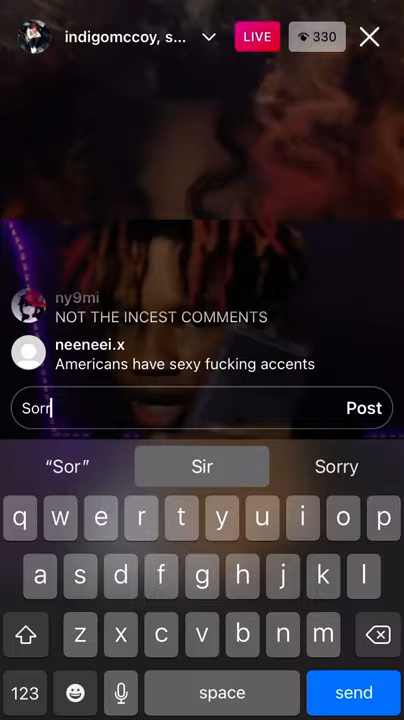 indigomccoy, s...
LIVE
330
ny9mi
NOT THE INCEST COMMENTS
neeneei.x
Americans have sexy fucking accents
Sorr
Post
“Sor”
Sir
Sorry
q w e r t y u i o p
a s d f g h j k l
z x c v b n m
123
space
send